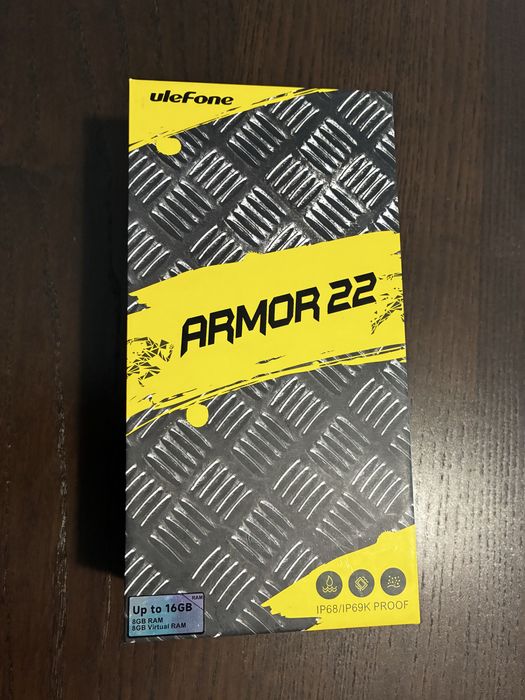 ulefone
ARMOR 22
IP68/IP69K PROOF
RAM
Up to 16GB
8GB RAM
8GB Virtual RAM